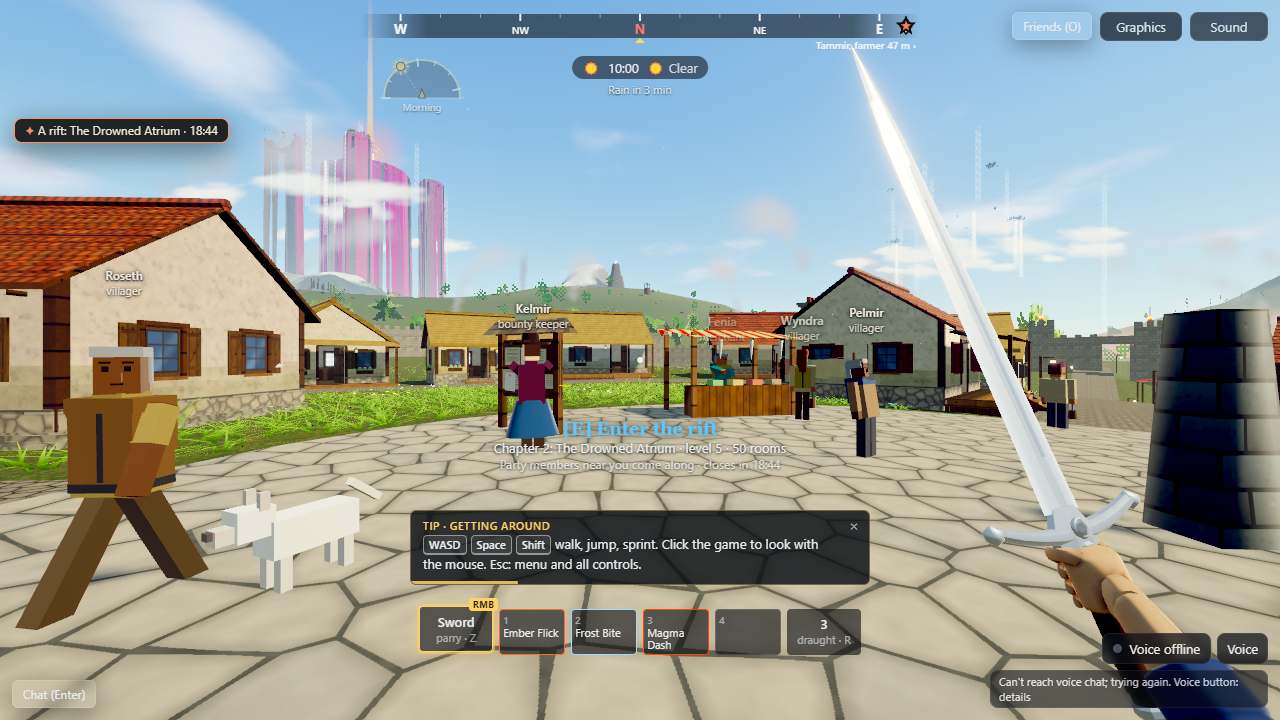 W
NW
N
NE
E
Friends (O)
Graphics
Sound
Tammir, farmer 47 m
10:00
Clear
Rain in 3 min
Morning
✦ A rift: The Drowned Atrium · 18:44
Roseth
villager
Kelmir
bounty keeper
enia
Wyndra
villager
Pelmir
villager
[E] Enter the rift
Chapter 2: The Drowned Atrium · level 5 · 50 rooms
Party members near you come along · closes in 18:44
TIP · GETTING AROUND
×
WASD Space Shift walk, jump, sprint. Click the game to look with
the mouse. Esc: menu and all controls.
RMB
Sword
parry · Z
1
Ember Flick
2
Frost Bite
3
Magma
Dash
4
3
draught · R
Voice offline
Voice
Can't reach voice chat; trying again. Voice button:
details
Chat (Enter)